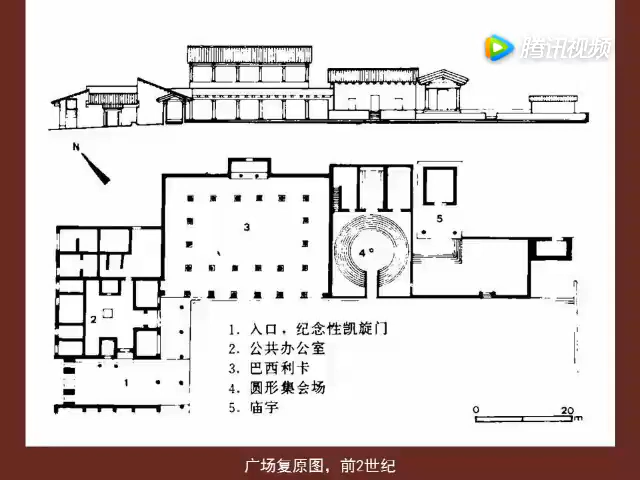 腾讯视频
N
3
5
4
2
1
1. 入口，纪念性凯旋门
2. 公共办公室
3. 巴西利卡
4. 圆形集会场
5. 庙宇
0 20 m
广场复原图，前2世纪